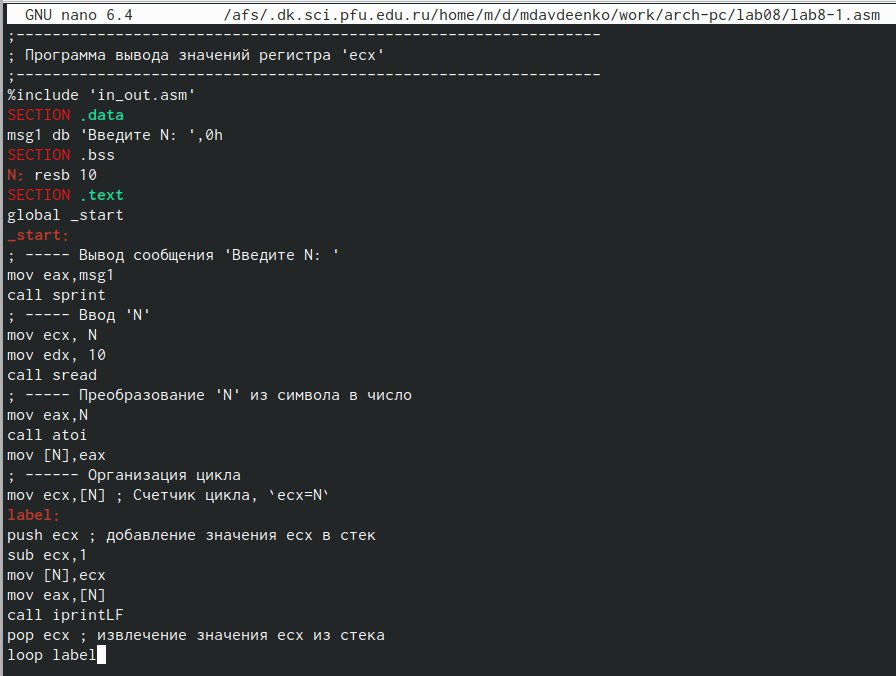 GNU nano 6.4 /afs/.dk.sci.pfu.edu.ru/home/m/d/mdavdeenko/work/arch-pc/lab08/lab8-1.asm
;-----------------------------------------------------------------
; Программа вывода значений регистра 'ecx'
;-----------------------------------------------------------------
%include 'in_out.asm'
SECTION .data
msg1 db 'Введите N: ',0h
SECTION .bss
N: resb 10
SECTION .text
global _start
_start:
; ----- Вывод сообщения 'Введите N: '
mov eax,msg1
call sprint
; ----- Ввод 'N'
mov ecx, N
mov edx, 10
call sread
; ----- Преобразование 'N' из символа в число
mov eax,N
call atoi
mov [N],eax
; ------ Организация цикла
mov ecx,[N] ; Счетчик цикла, `ecx=N`
label:
push ecx ; добавление значения ecx в стек
sub ecx,1
mov [N],ecx
mov eax,[N]
call iprintLF
pop ecx ; извлечение значения ecx из стека
loop label